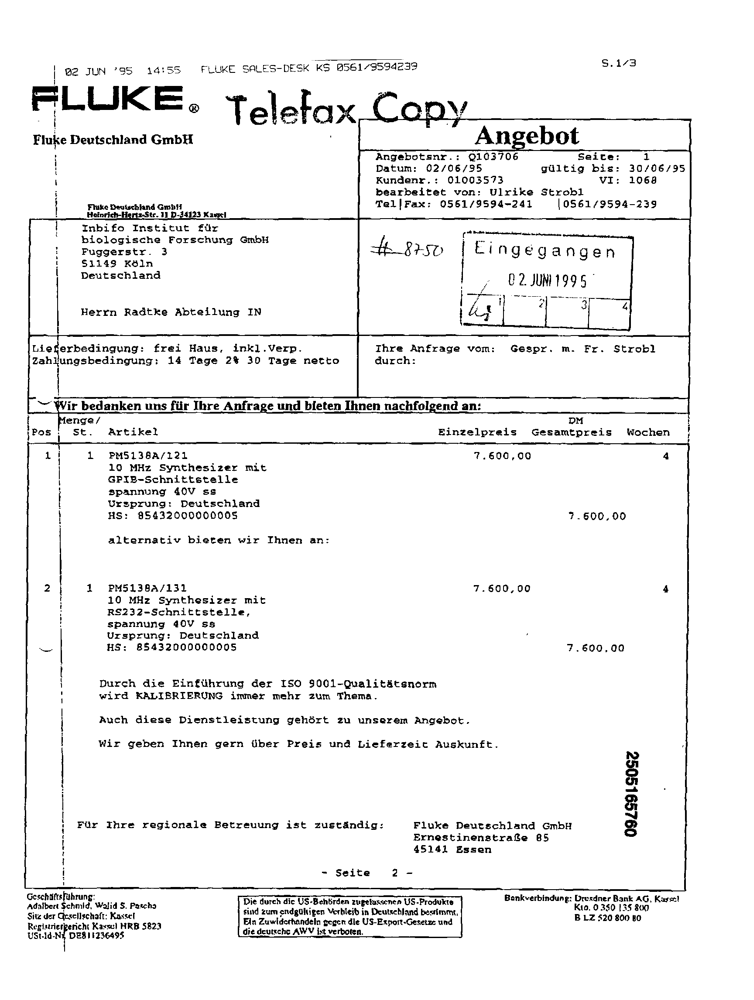 02 JUN '95 14:55 FLUKE SALES-DESK KS 0561/9594239 S.1/3
FLUKE® Telefax Copy
Fluke Deutschland GmbH
Angebot
Angebotsnr.: Q103706 Seite: 1
Datum: 02/06/95 gültig bis: 30/06/95
Kundenr.: 01003573 VI: 1068
bearbeitet von: Ulrike Strobl
Tel|Fax: 0561/9594-241 |0561/9594-239
Fluke Deutschland GmbH
Heinrich-Hertz-Str. 11 D-34123 Kassel
Inbifo Institut für
biologische Forschung GmbH
Fuggerstr. 3
51149 Köln
Deutschland
Herrn Radtke Abteilung IN
# 8750
Eingegangen
02. JUNI 1995
1 2 3 4
Lieferbedingung: frei Haus, inkl.Verp.
Zahlungsbedingung: 14 Tage 2% 30 Tage netto
Ihre Anfrage vom: Gespr. m. Fr. Strobl
durch:
Wir bedanken uns für Ihre Anfrage und bieten Ihnen nachfolgend an:
Menge/ DM
Pos St. Artikel Einzelpreis Gesamtpreis Wochen
1 1 PM5138A/121 7.600,00 4
10 MHz Synthesizer mit
GPIB-Schnittstelle
spannung 40V ss
Ursprung: Deutschland
HS: 85432000000005 7.600,00
alternativ bieten wir Ihnen an:
2 1 PM5138A/131 7.600,00 4
10 MHz Synthesizer mit
RS232-Schnittstelle,
spannung 40V ss
Ursprung: Deutschland
HS: 85432000000005 7.600,00
Durch die Einführung der ISO 9001-Qualitätsnorm
wird KALIBRIERUNG immer mehr zum Thema.
Auch diese Dienstleistung gehört zu unserem Angebot.
Wir geben Ihnen gern über Preis und Lieferzeit Auskunft.
2505165760
Für Ihre regionale Betreuung ist zuständig: Fluke Deutschland GmbH
Ernestinenstraße 85
45141 Essen
- Seite 2 -
Geschäftsführung:
Adalbert Schmid, Walid S. Pascha
Sitz der Gesellschaft: Kassel
Registriergericht Kassel HRB 5823
USt-Id-Nr. DE811236495
Die durch die US-Behörden zugelassenen US-Produkte
sind zum endgültigen Verbleib in Deutschland bestimmt.
Ein Zuwiderhandeln gegen die US-Export-Gesetze und
die deutsche AWV ist verboten.
Bankverbindung: Dresdner Bank AG, Kassel
Kto. 0 350 135 800
BLZ 520 800 80